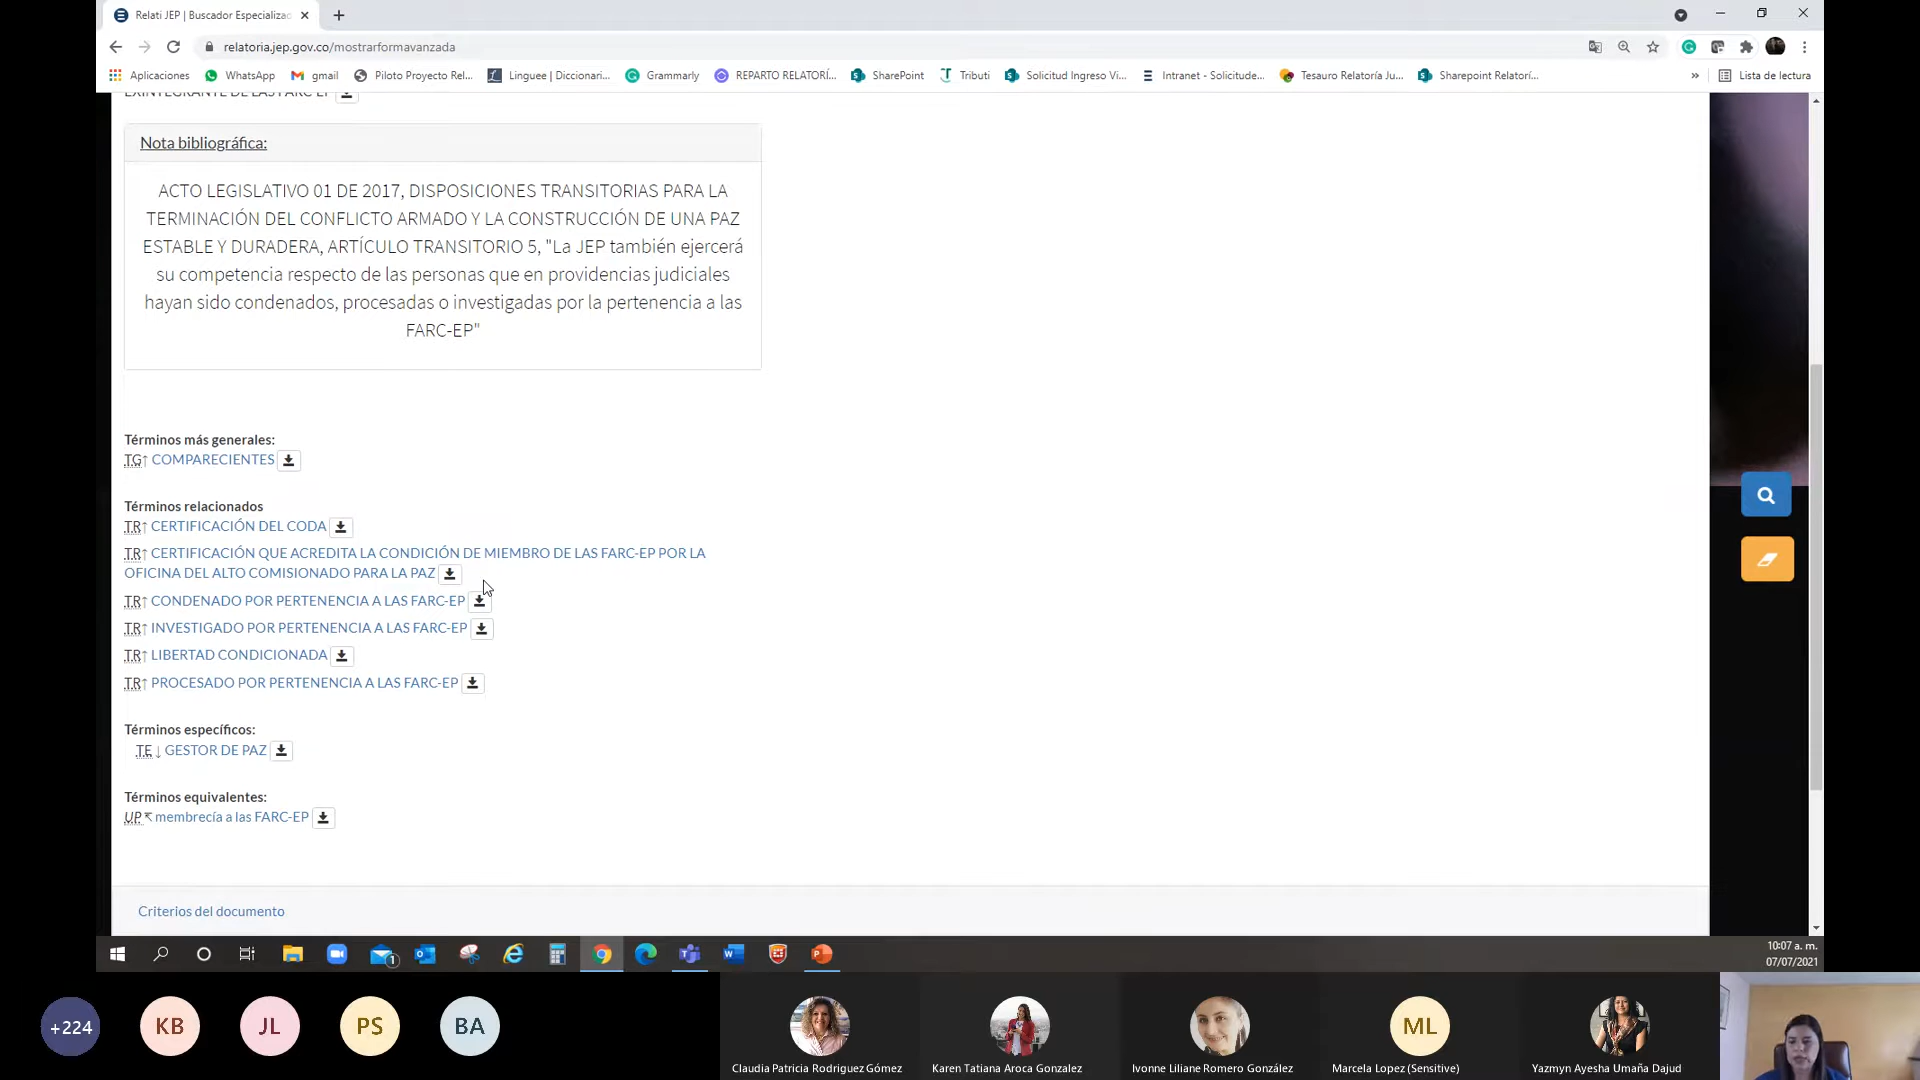 Relati JEP | Buscador Especializad
relatoria.jep.gov.co/mostrarformavanzada
Aplicaciones WhatsApp gmail Piloto Proyecto Rel... Linguee | Diccionari... Grammarly REPARTO RELATORÍ... SharePoint Tributi Solicitud Ingreso Vi... Intranet - Solicitude... Tesauro Relatoría Ju... Sharepoint Relatorí... » Lista de lectura
EXINTEGRANTE DE LAS FARC-EP
Nota bibliográfica:
ACTO LEGISLATIVO 01 DE 2017, DISPOSICIONES TRANSITORIAS PARA LA
TERMINACIÓN DEL CONFLICTO ARMADO Y LA CONSTRUCCIÓN DE UNA PAZ
ESTABLE Y DURADERA, ARTÍCULO TRANSITORIO 5, "La JEP también ejercerá
su competencia respecto de las personas que en providencias judiciales
hayan sido condenados, procesadas o investigadas por la pertenencia a las
FARC-EP"
Términos más generales:
TG↑ COMPARECIENTES
Términos relacionados
TR↑ CERTIFICACIÓN DEL CODA
TR↑ CERTIFICACIÓN QUE ACREDITA LA CONDICIÓN DE MIEMBRO DE LAS FARC-EP POR LA
OFICINA DEL ALTO COMISIONADO PARA LA PAZ
TR↑ CONDENADO POR PERTENENCIA A LAS FARC-EP
TR↑ INVESTIGADO POR PERTENENCIA A LAS FARC-EP
TR↑ LIBERTAD CONDICIONADA
TR↑ PROCESADO POR PERTENENCIA A LAS FARC-EP
Términos específicos:
TE↓ GESTOR DE PAZ
Términos equivalentes:
UP↸ membrecía a las FARC-EP
Criterios del documento
1
10:07 a. m.
07/07/2021
+224 KB JL PS BA ML
Claudia Patricia Rodriguez Gómez Karen Tatiana Aroca Gonzalez Ivonne Liliane Romero González Marcela Lopez (Sensitive) Yazmyn Ayesha Umaña Dajud